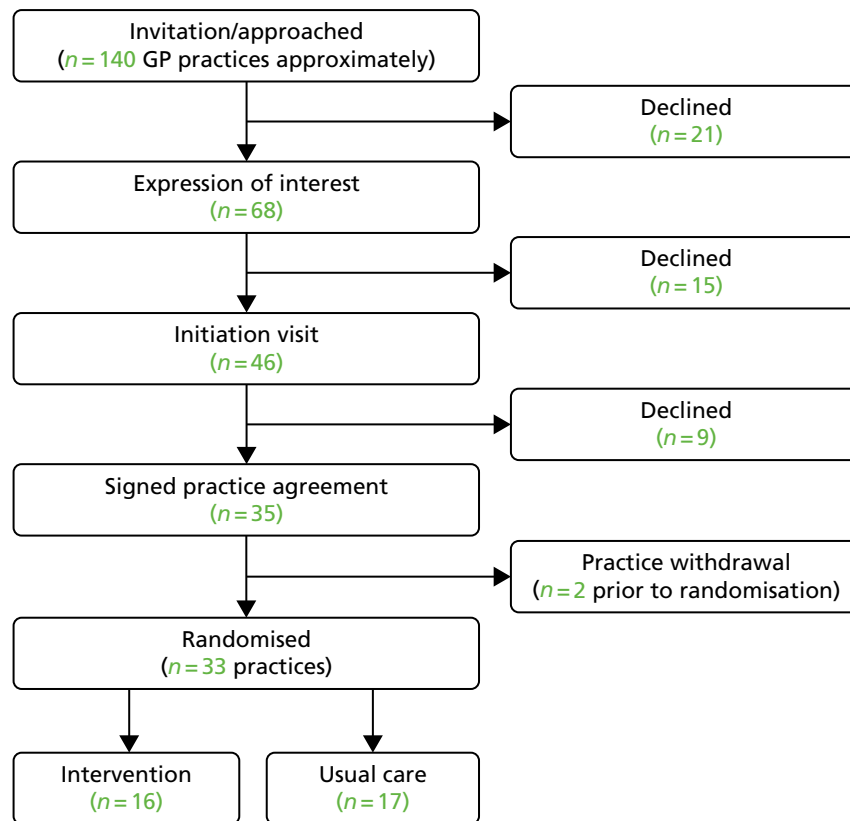 Invitation/approached
(n=140 GP practices approximately)
Declined
(n=21)
Expression of interest
(n=68)
Declined
(n=15)
Initiation visit
(n=46)
Declined
(n=9)
Signed practice agreement
(n=35)
Practice withdrawal
(n=2 prior to randomisation)
Randomised
(n=33 practices)
Intervention
(n=16)
Usual care
(n=17)